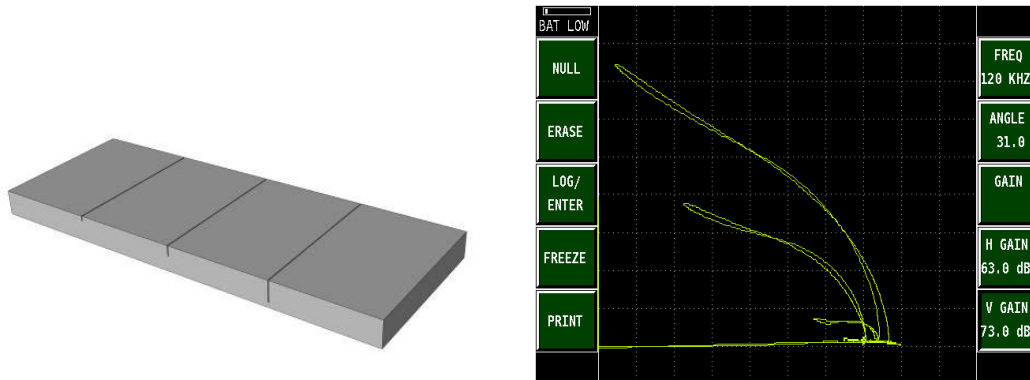 BAT LOW
NULL
ERASE
LOG/
ENTER
FREEZE
PRINT
FREQ
120 KHZ
ANGLE
31.0
GAIN
H GAIN
63.0 dB
V GAIN
73.0 dB